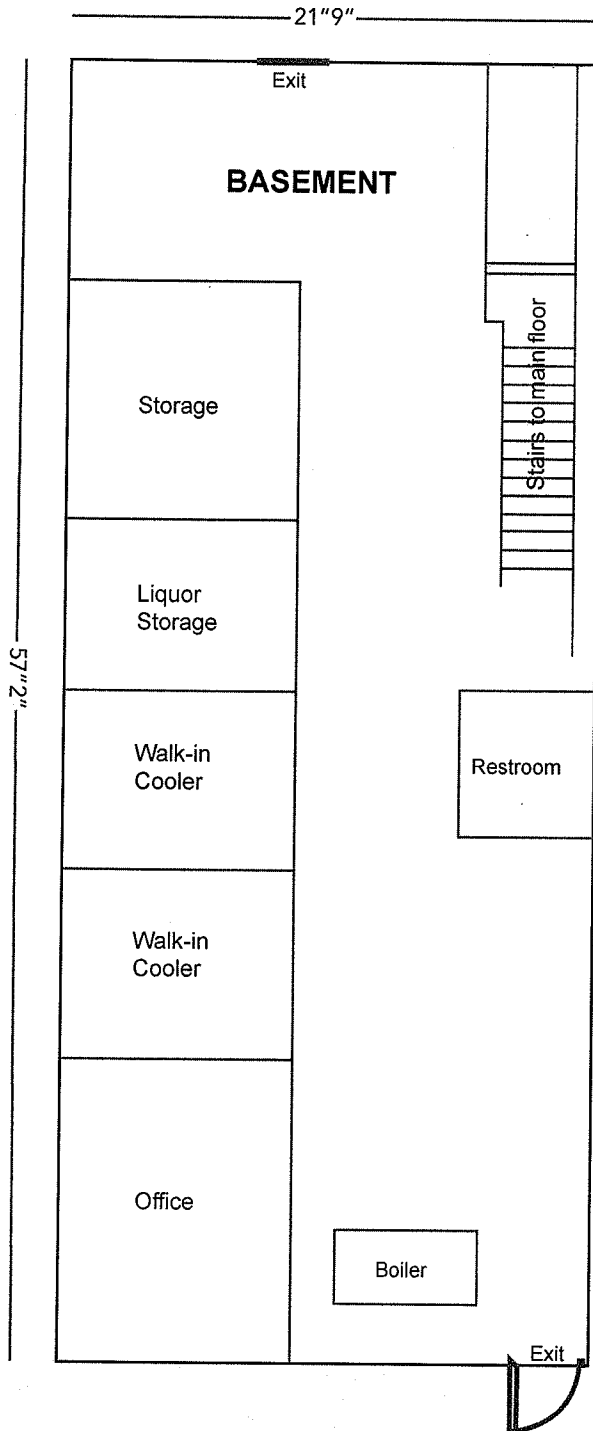 21"9"
Exit
BASEMENT
Stairs to main floor
Storage
Liquor
Storage
57"2"
Walk-in
Cooler
Restroom
Walk-in
Cooler
Office
Boiler
Exit